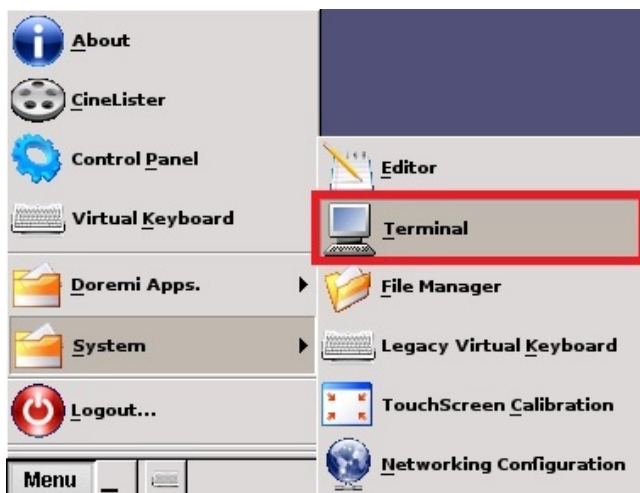 About
CineLister
Control Panel
Virtual Keyboard
Doremi Apps.
System
Logout...
Menu
Editor
Terminal
File Manager
Legacy Virtual Keyboard
TouchScreen Calibration
Networking Configuration